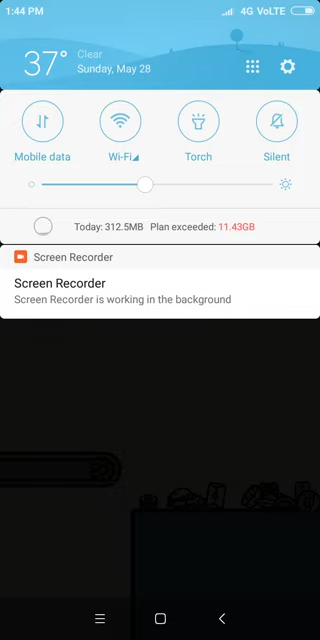 1:44 PM 4G VoLTE
37° Clear
Sunday, May 28
Mobile data Wi-Fi Torch Silent
Today: 312.5MB Plan exceeded: 11.43GB
Screen Recorder
Screen Recorder
Screen Recorder is working in the background